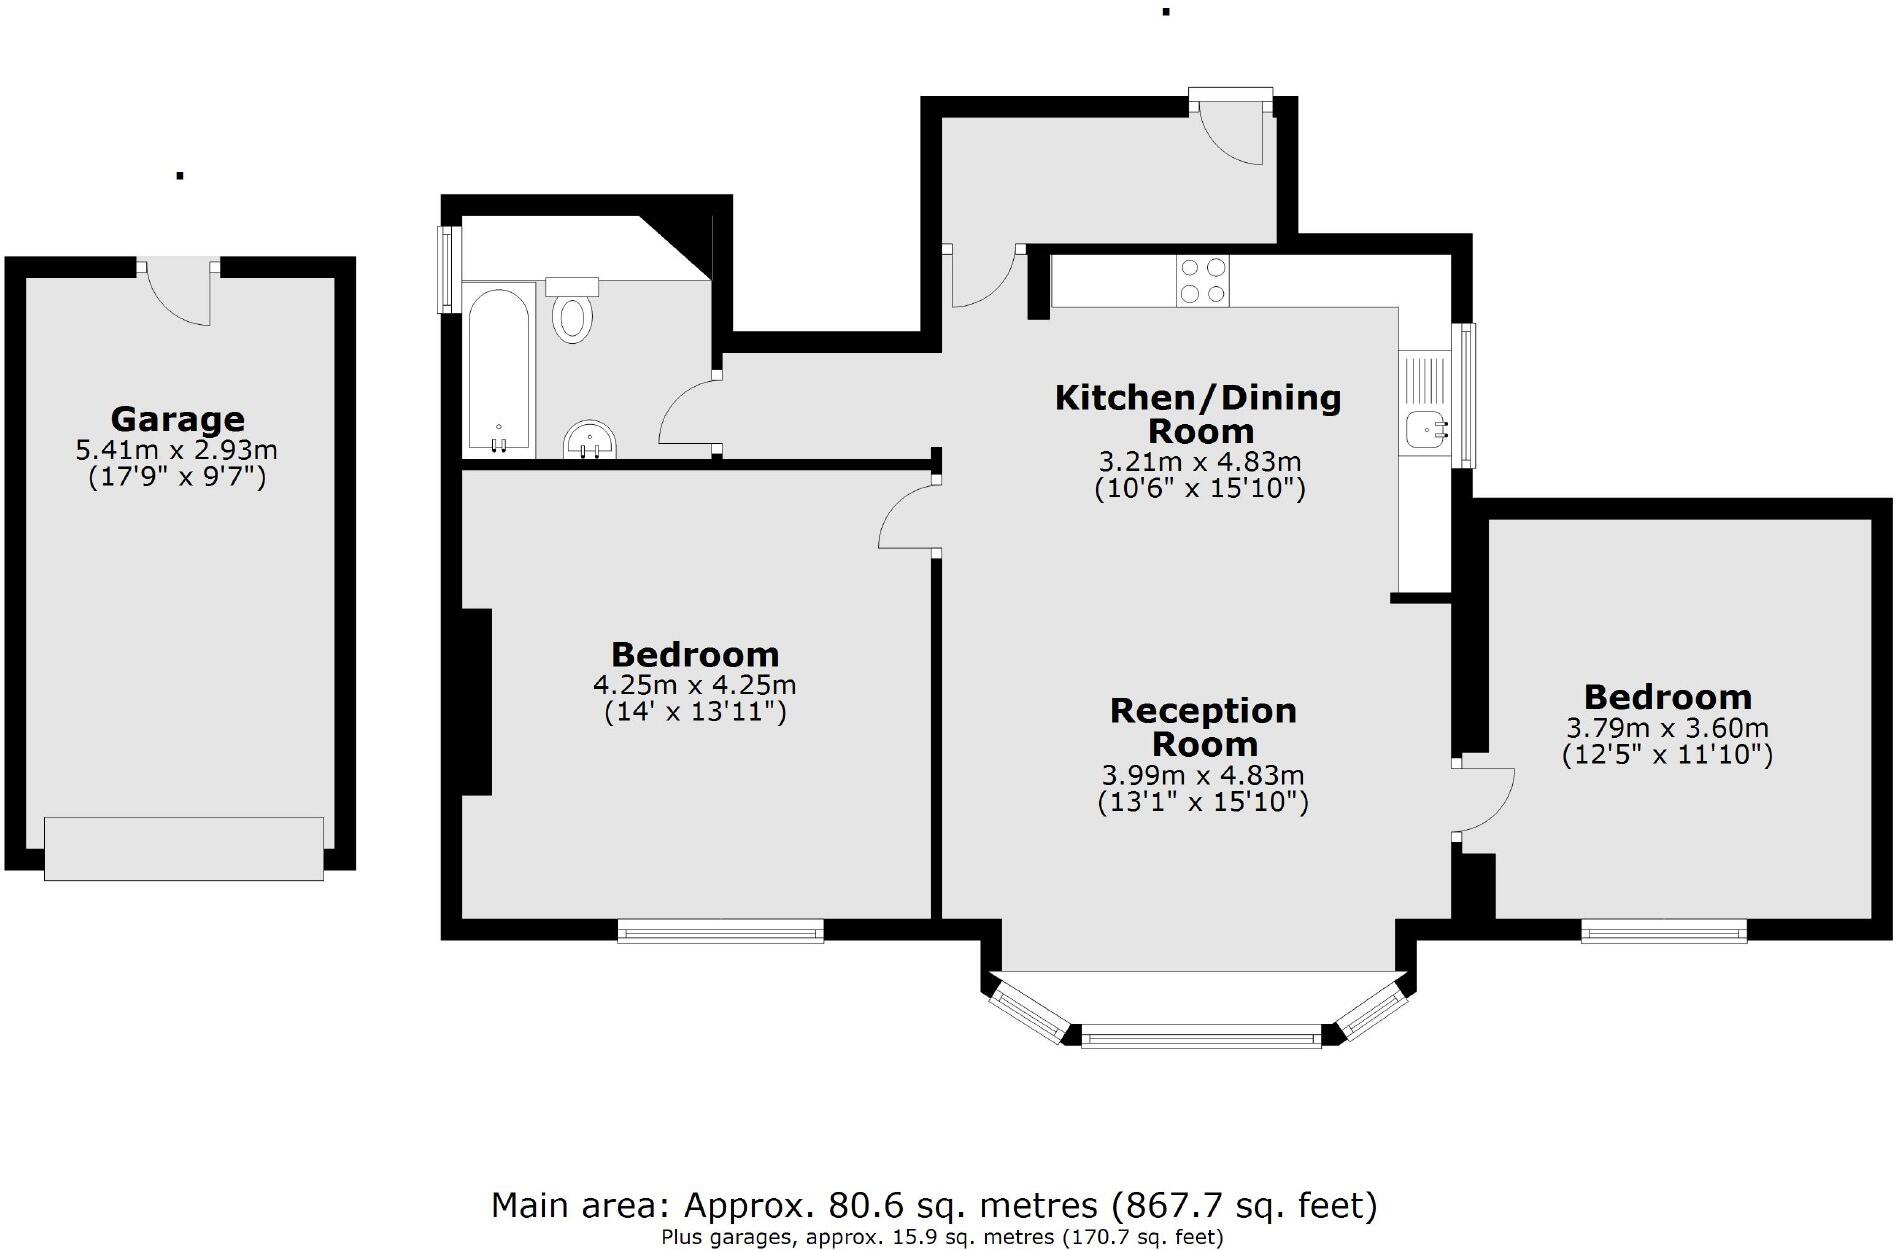 Garage
5.41m x 2.93m
(17'9" x 9'7")
Kitchen/Dining
Room
3.21m x 4.83m
(10'6" x 15'10")
Bedroom
4.25m x 4.25m
(14' x 13'11")
Reception
Room
3.99m x 4.83m
(13'1" x 15'10")
Bedroom
3.79m x 3.60m
(12'5" x 11'10")
Main area: Approx. 80.6 sq. metres (867.7 sq. feet)
Plus garages, approx. 15.9 sq. metres (170.7 sq. feet)